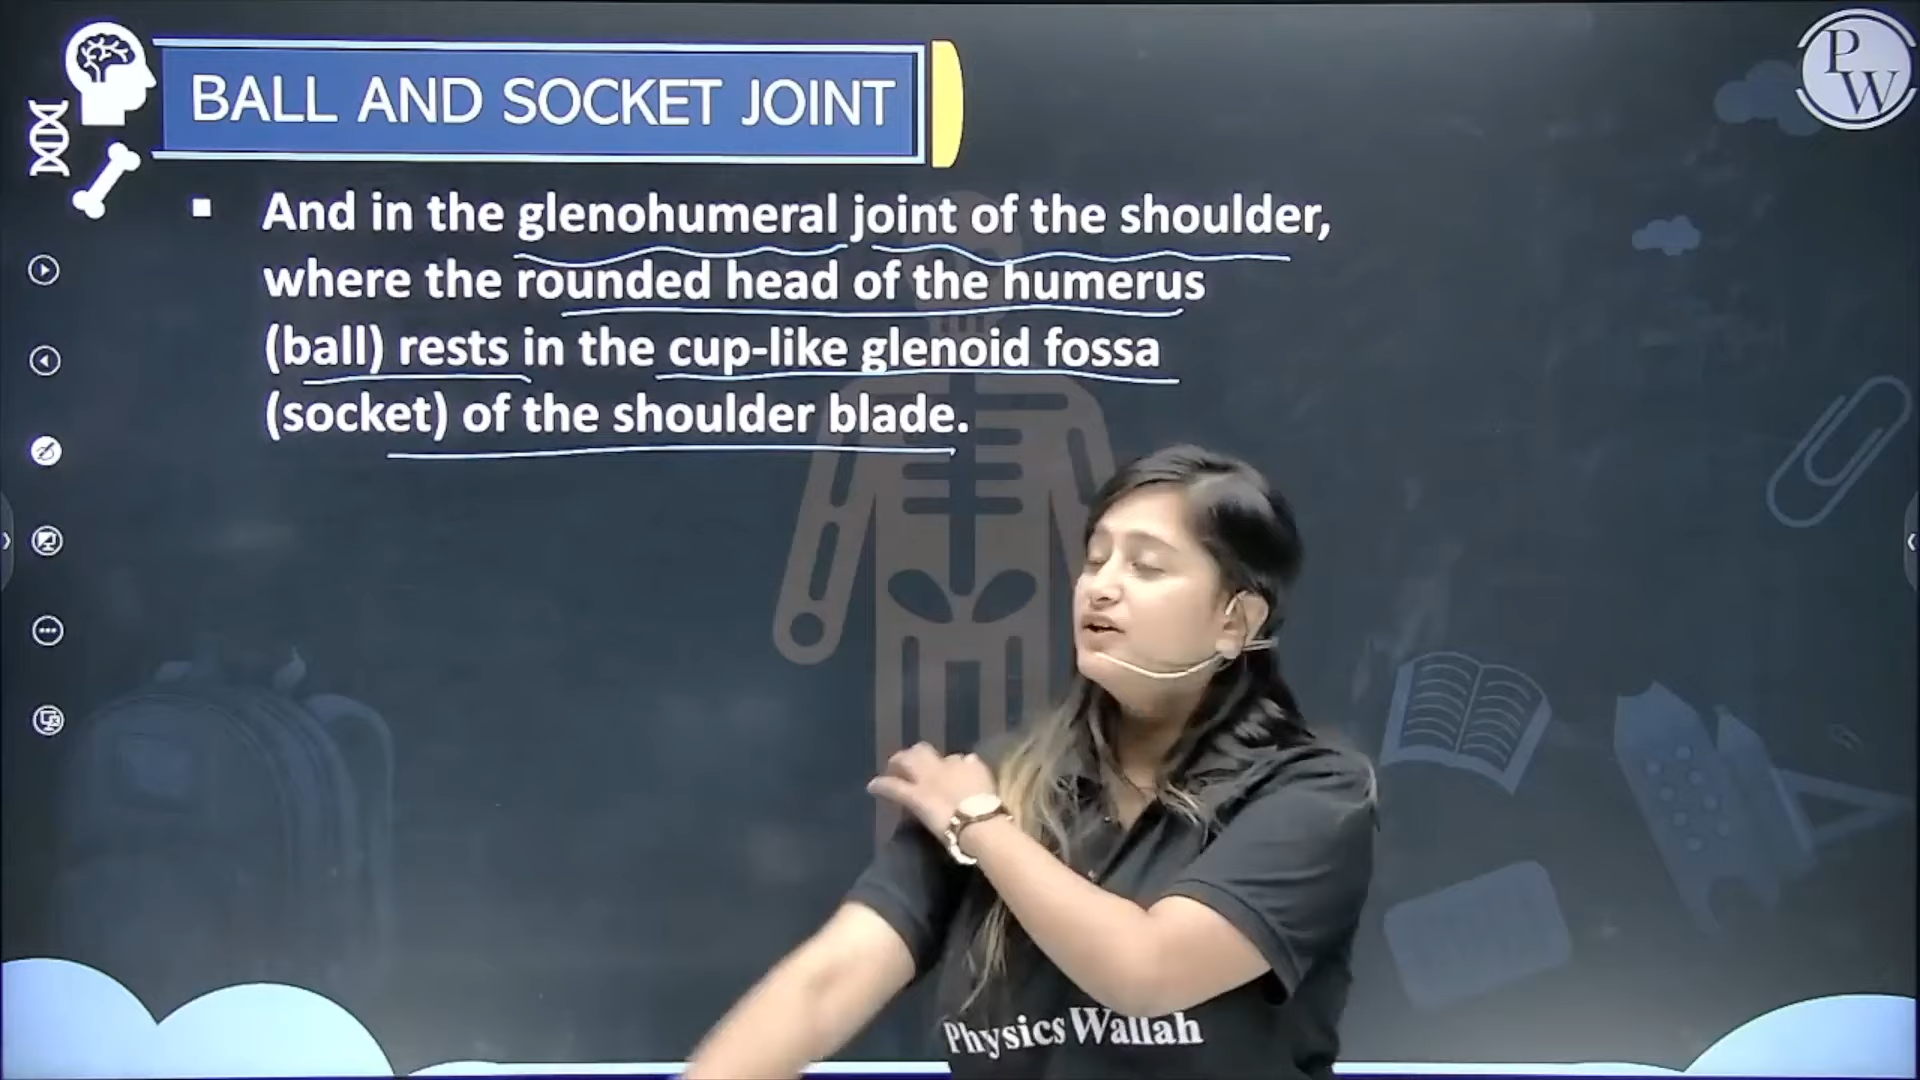 BALL AND SOCKET JOINT
PW
▪ And in the glenohumeral joint of the shoulder,
where the rounded head of the humerus
(ball) rests in the cup-like glenoid fossa
(socket) of the shoulder blade.
Physics Wallah